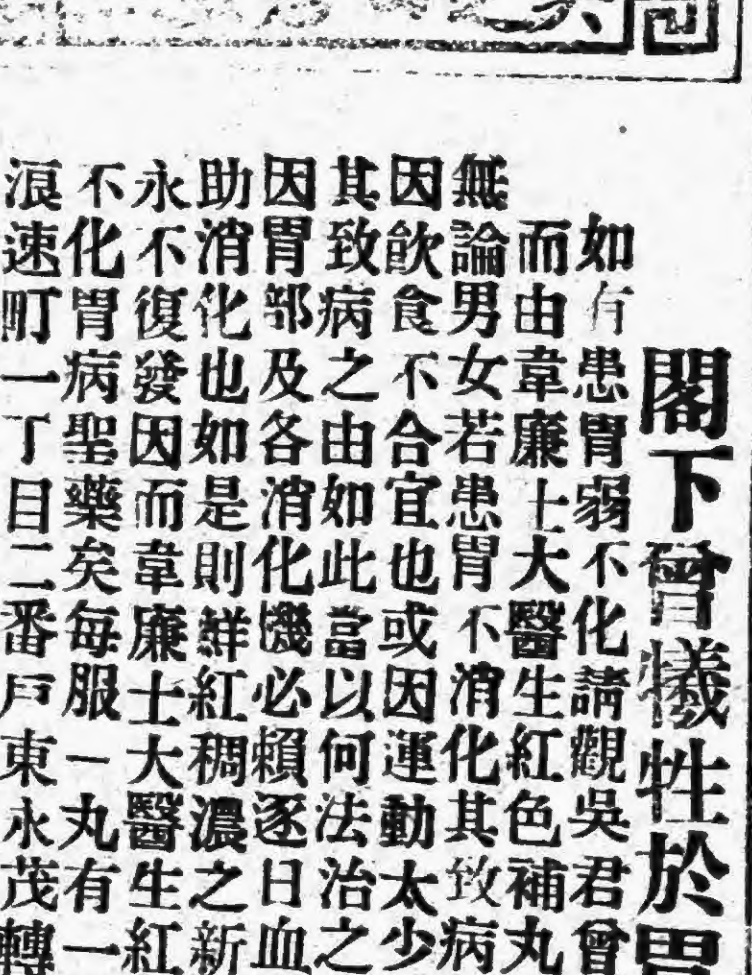 閣下曾犧牲於胃
如有患胃弱不化請觀吳君曾
而由韋廉士大醫生紅色補丸
無論男女若患胃不消化其致病
因飲食不合宜也或因運動太少
其致病之由如此當以何法治之
因胃部及各消化機必賴逐日血
助消化也如是則鮮紅稠濃之新
永不復發因而韋廉士大醫生紅
不化胃病聖藥矣每服一丸有一
浪速町一丁目二番戶東永茂轉